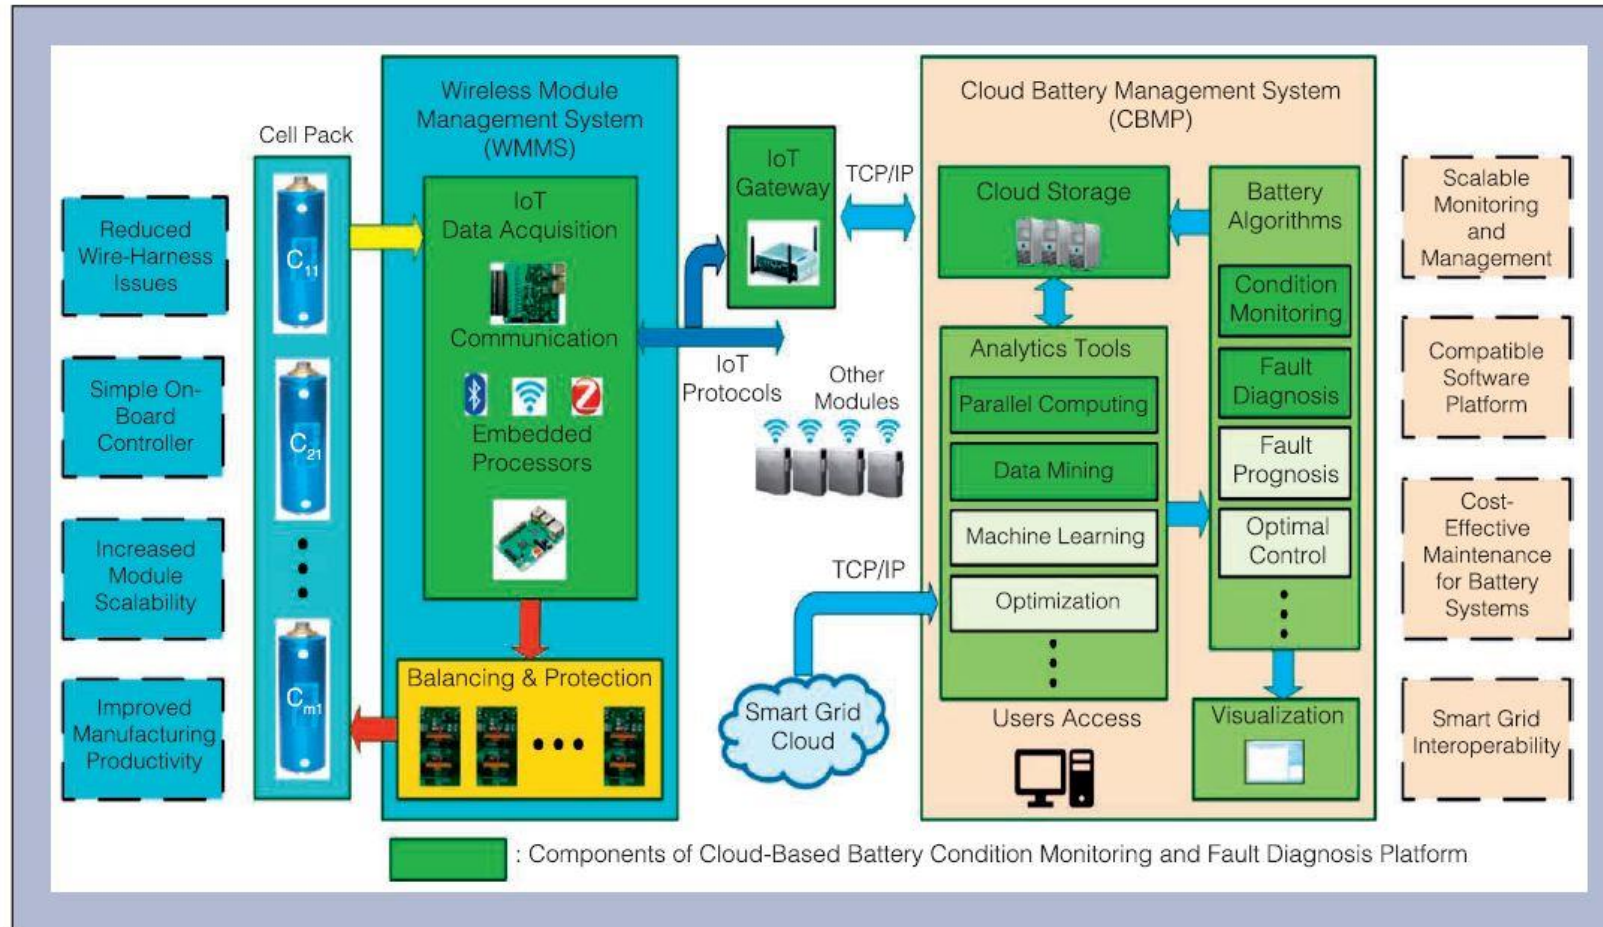 Reduced
Wire-Harness
Issues
Simple On-
Board
Controller
Increased
Module
Scalability
Improved
Manufacturing
Productivity
Cell Pack
C11
C21
Cm1
Wireless Module
Management System
(WMMS)
IoT
Data Acquisition
Communication
Embedded
Processors
Balancing & Protection
IoT
Gateway
TCP/IP
IoT
Protocols
Other
Modules
TCP/IP
Smart Grid
Cloud
Cloud Battery Management System
(CBMP)
Cloud Storage
Analytics Tools
Parallel Computing
Data Mining
Machine Learning
Optimization
Users Access
Battery
Algorithms
Condition
Monitoring
Fault
Diagnosis
Fault
Prognosis
Optimal
Control
Visualization
Scalable
Monitoring
and
Management
Compatible
Software
Platform
Cost-
Effective
Maintenance
for Battery
Systems
Smart Grid
Interoperability
: Components of Cloud-Based Battery Condition Monitoring and Fault Diagnosis Platform